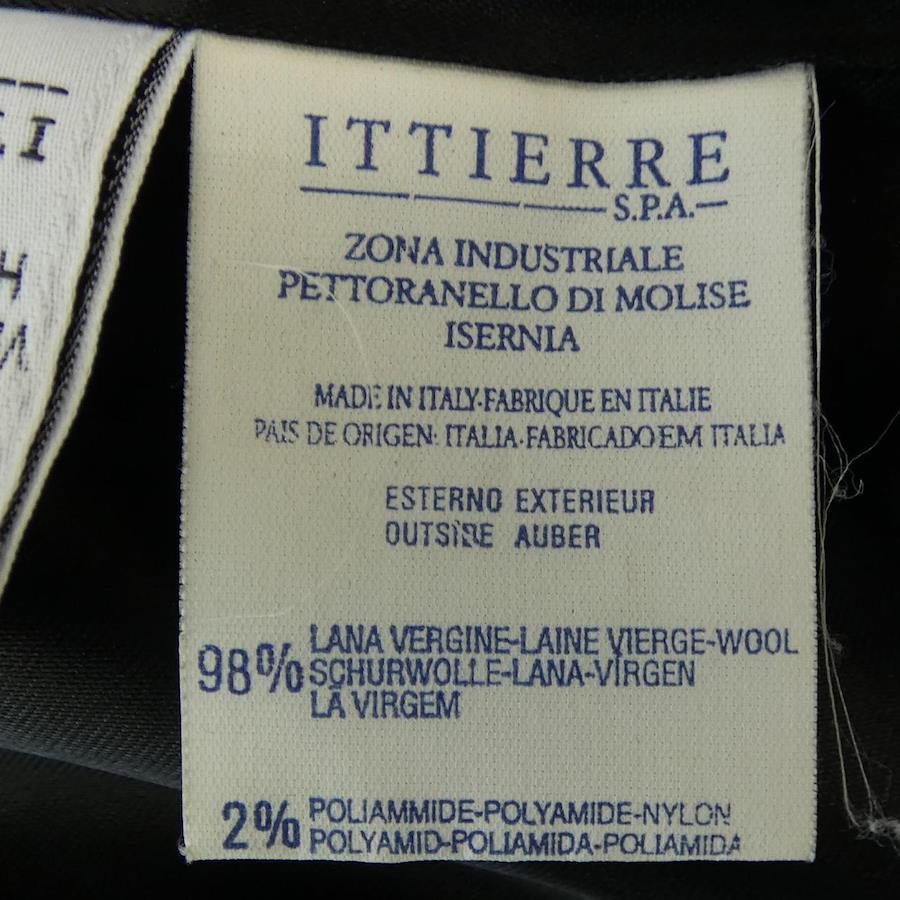 ITTIERRE
S.P.A.
ZONA INDUSTRIALE
PETTORANELLO DI MOLISE
ISERNIA
MADE IN ITALY·FABRIQUE EN ITALIE
PAIS DE ORIGEN: ITALIA·FABRICADO EM ITALIA
ESTERNO EXTERIEUR
OUTSIDE AUBER
98% LANA VERGINE-LAINE VIERGE-WOOL
SCHURWOLLE-LANA-VIRGEN
LÃ VIRGEM
2% POLIAMMIDE-POLYAMIDE-NYLON
POLYAMID-POLIAMIDA-POLIAMIDA